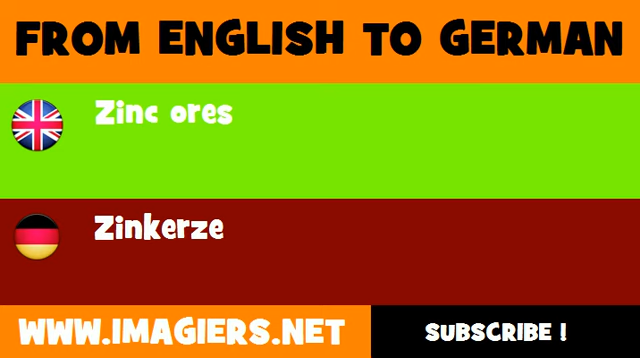 FROM ENGLISH TO GERMAN
Zinc ores
Zinkerze
WWW.IMAGIERS.NET
SUBSCRIBE !